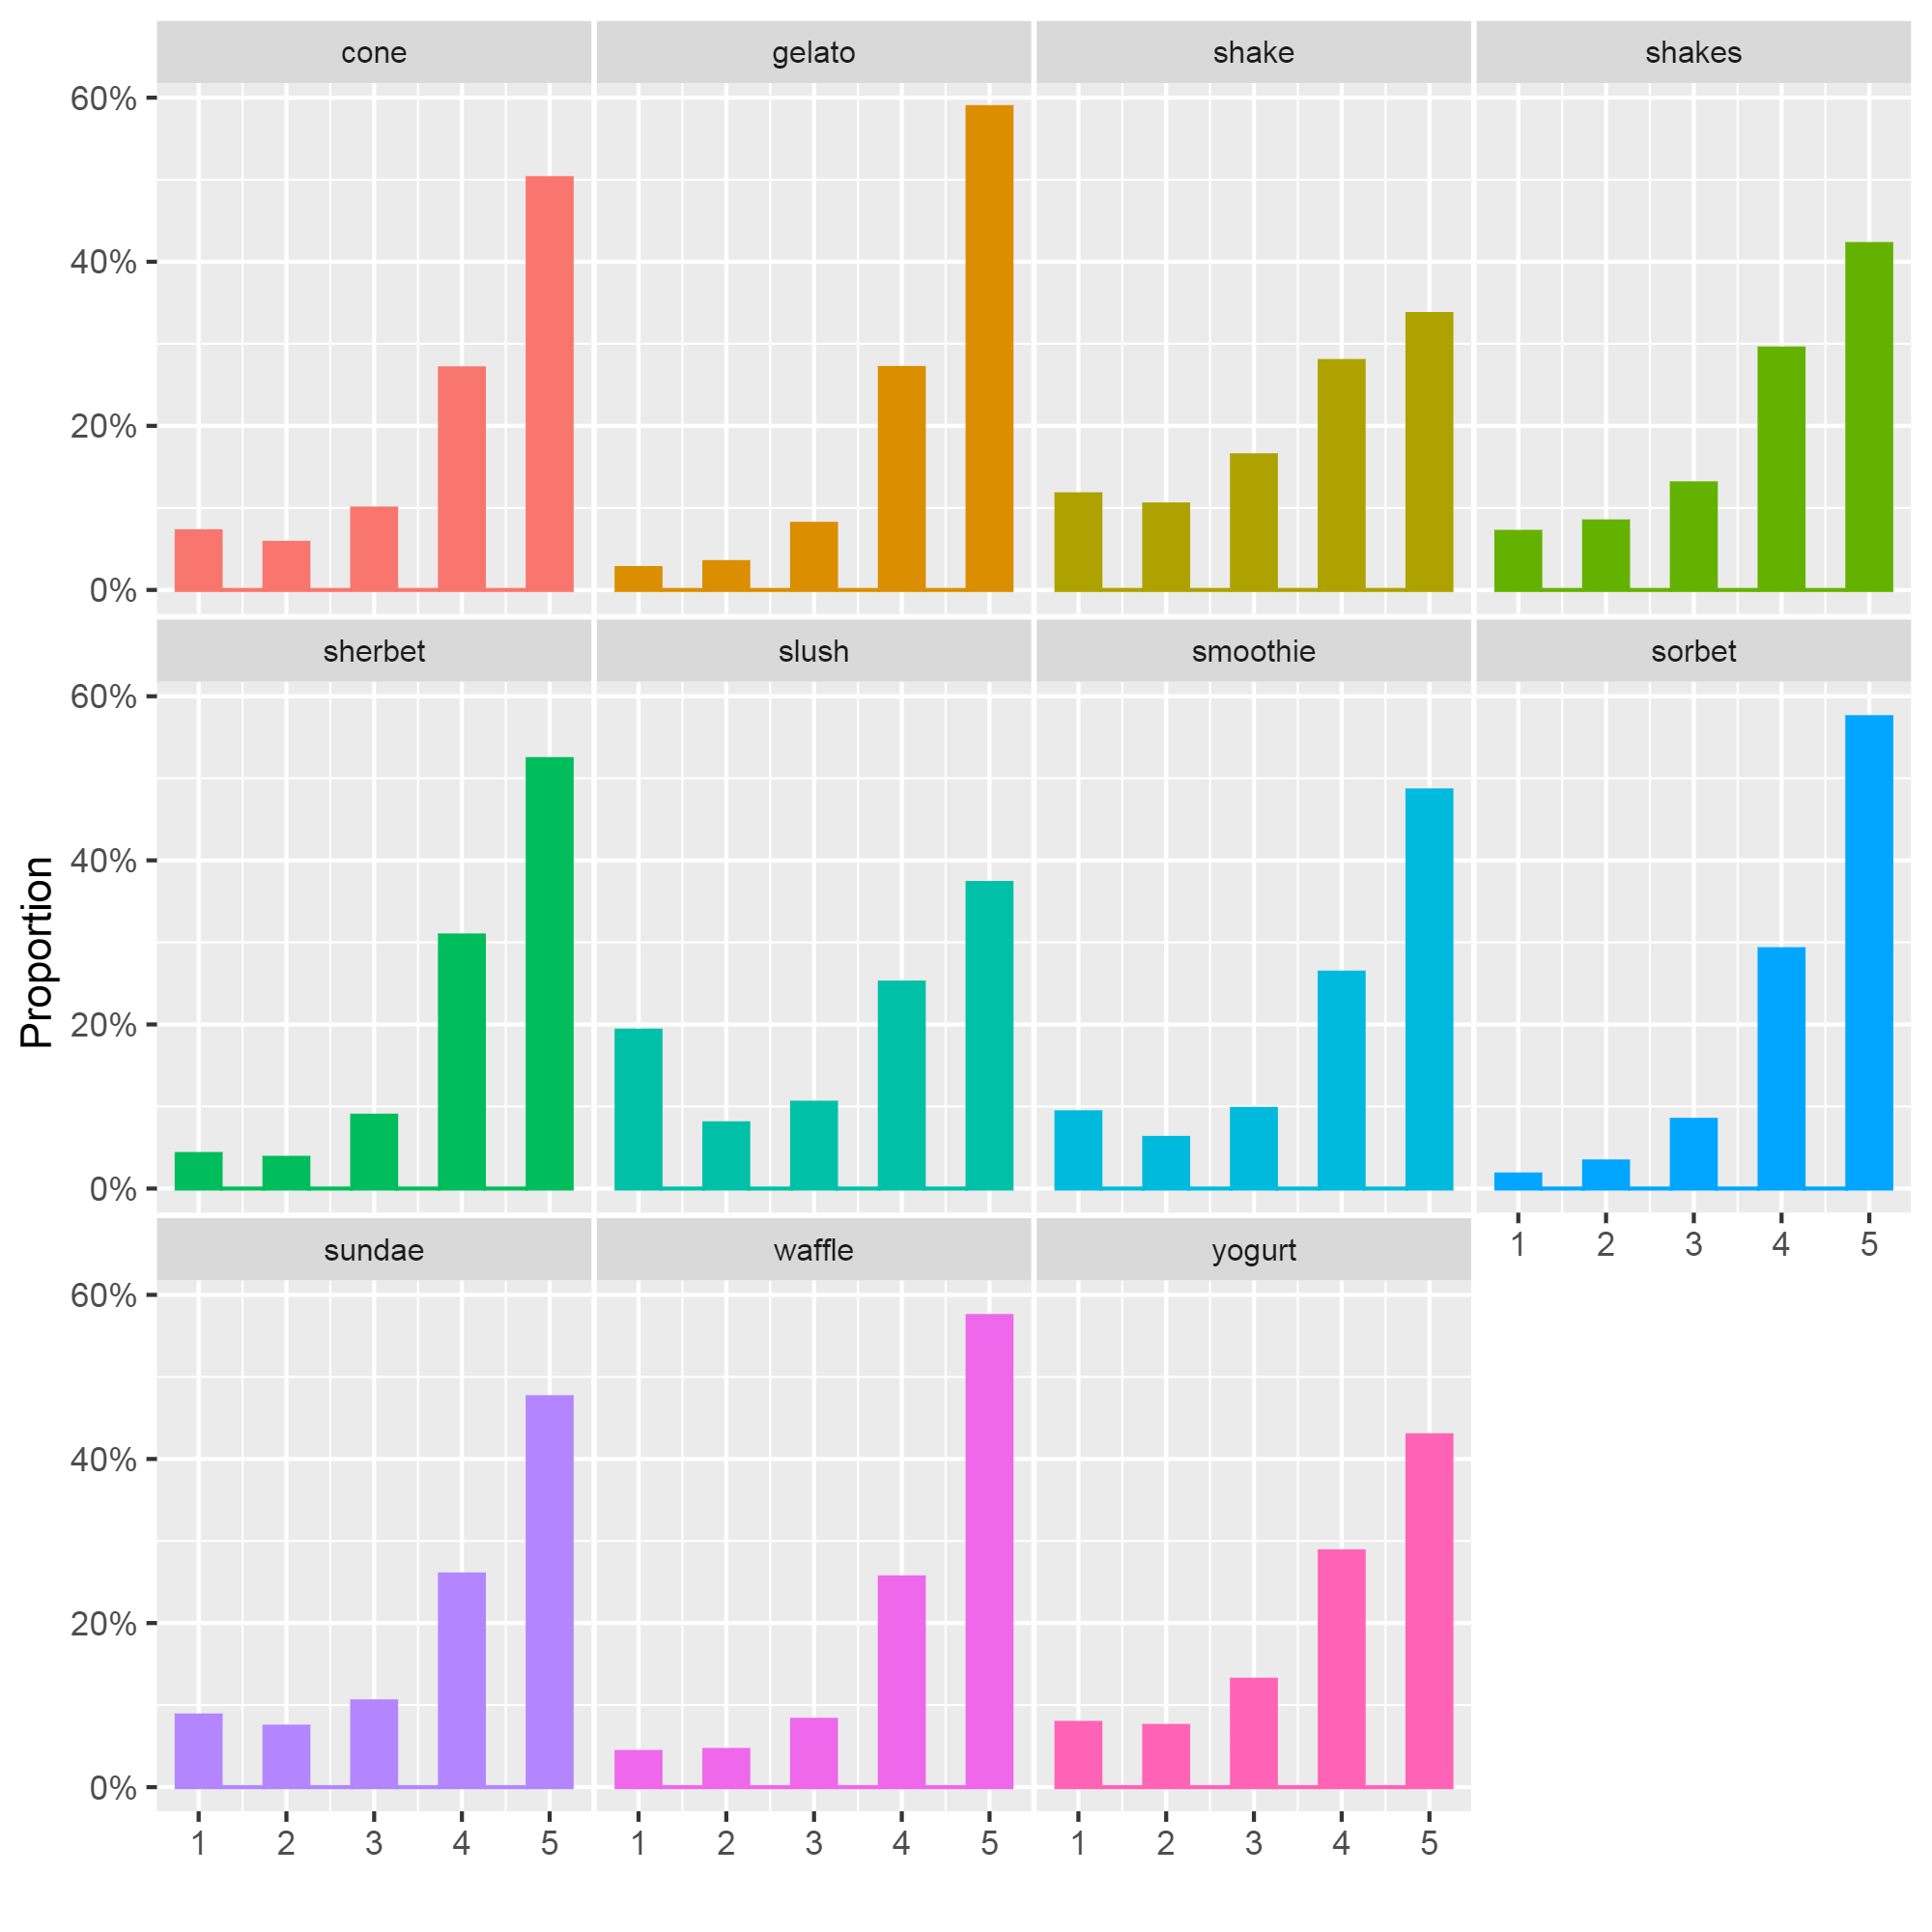 cone gelato shake shakes
60%
40%
20%
0%
sherbet slush smoothie sorbet
60%
40%
20%
0%
1 2 3 4 5
sundae waffle yogurt
60%
40%
20%
0%
1 2 3 4 5 1 2 3 4 5 1 2 3 4 5
Proportion